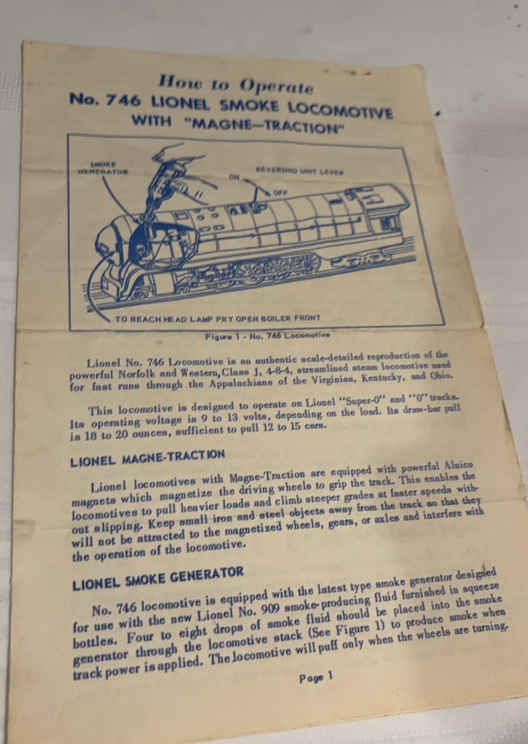 How to Operate
No. 746 LIONEL SMOKE LOCOMOTIVE
WITH "MAGNE—TRACTION"
SMOKE
GENERATOR
REVERSING UNIT LEVER
ON
OFF
TO REACH HEAD LAMP PRY OPEN BOILER FRONT
Figure 1 - No. 746 Locomotive
Lionel No. 746 Locomotive is an authentic scale-detailed reproduction of the
powerful Norfolk and Western, Class J, 4-8-4, streamlined steam locomotive used
for fast runs through the Appalachians of the Virginias, Kentucky, and Ohio.
This locomotive is designed to operate on Lionel "Super-0" and "0" tracks.
Its operating voltage is 9 to 13 volts, depending on the load. Its draw-bar pull
is 18 to 20 ounces, sufficient to pull 12 to 15 cars.
LIONEL MAGNE-TRACTION
Lionel locomotives with Magne-Traction are equipped with powerful Alnico
magnets which magnetize the driving wheels to grip the track. This enables the
locomotives to pull heavier loads and climb steeper grades at faster speeds with-
out slipping. Keep small iron and steel objects away from the track so that they
will not be attracted to the magnetized wheels, gears, or axles and interfere with
the operation of the locomotive.
LIONEL SMOKE GENERATOR
No. 746 locomotive is equipped with the latest type smoke generator designed
for use with the new Lionel No. 909 smoke-producing fluid furnished in squeeze
bottles. Four to eight drops of smoke fluid should be placed into the smoke
generator through the locomotive stack (See Figure 1) to produce smoke when
track power is applied. The locomotive will puff only when the wheels are turning.
Page 1